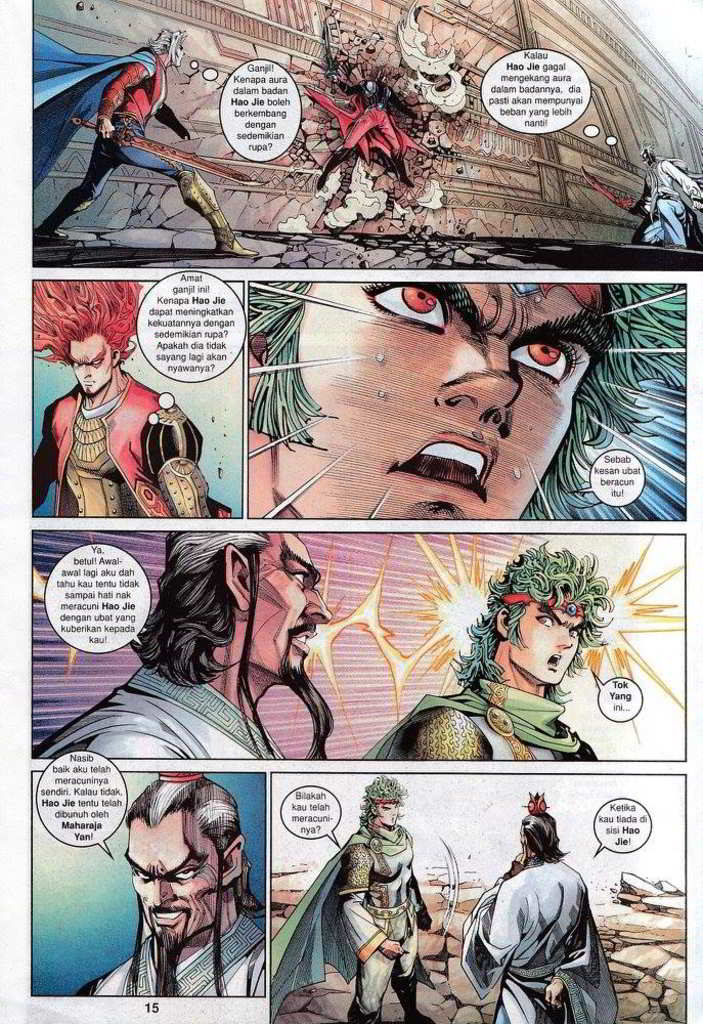 Ganjil!
Kenapa aura
dalam badan
Hao Jie boleh
berkembang
dengan
sedemikian
rupa?
Kalau
Hao Jie gagal
mengekang aura
dalam badannya, dia
pasti akan mempunyai
beban yang lebih
nanti!
Amat
ganjil ini!
Kenapa Hao Jie
dapat meningkatkan
kekuatannya dengan
sedemikian rupa?
Apakah dia tidak
sayang lagi akan
nyawanya?
Sebab
kesan ubat
beracun
itu!
Ya,
betul! Awal-
awal lagi aku dah
tahu kau tentu tidak
sampai hati nak
meracuni Hao Jie
dengan ubat yang
kuberikan kepada
kau!
Tok
Yang
ini...
Nasib
baik aku telah
meracuninya
sendiri. Kalau tidak,
Hao Jie tentu telah
dibunuh oleh
Maharaja
Yan!
Bilakah
kau telah
meracuni-
nya?
Ketika
kau tiada di
sisi Hao
Jie!
15